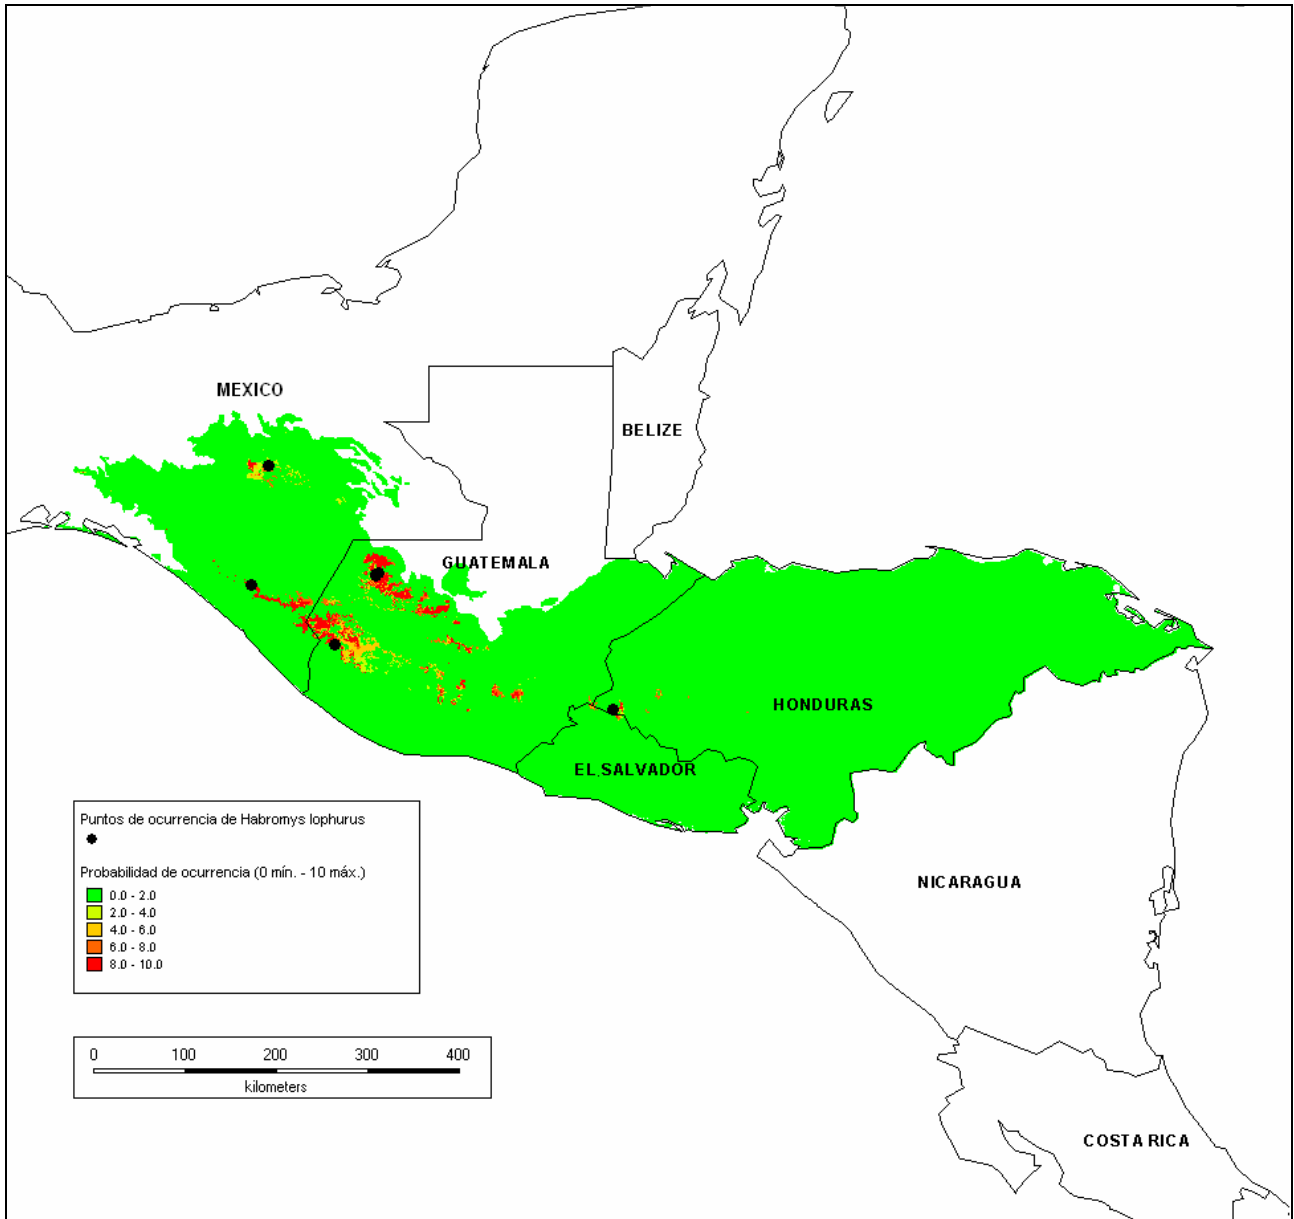 MEXICO
BELIZE
GUATEMALA
HONDURAS
EL SALVADOR
NICARAGUA
COSTA RICA
Puntos de ocurrencia de Habromys lophurus
Probabilidad de ocurrencia (0 mín. - 10 máx.)
0.0 - 2.0
2.0 - 4.0
4.0 - 6.0
6.0 - 8.0
8.0 - 10.0
0 100 200 300 400
kilometers